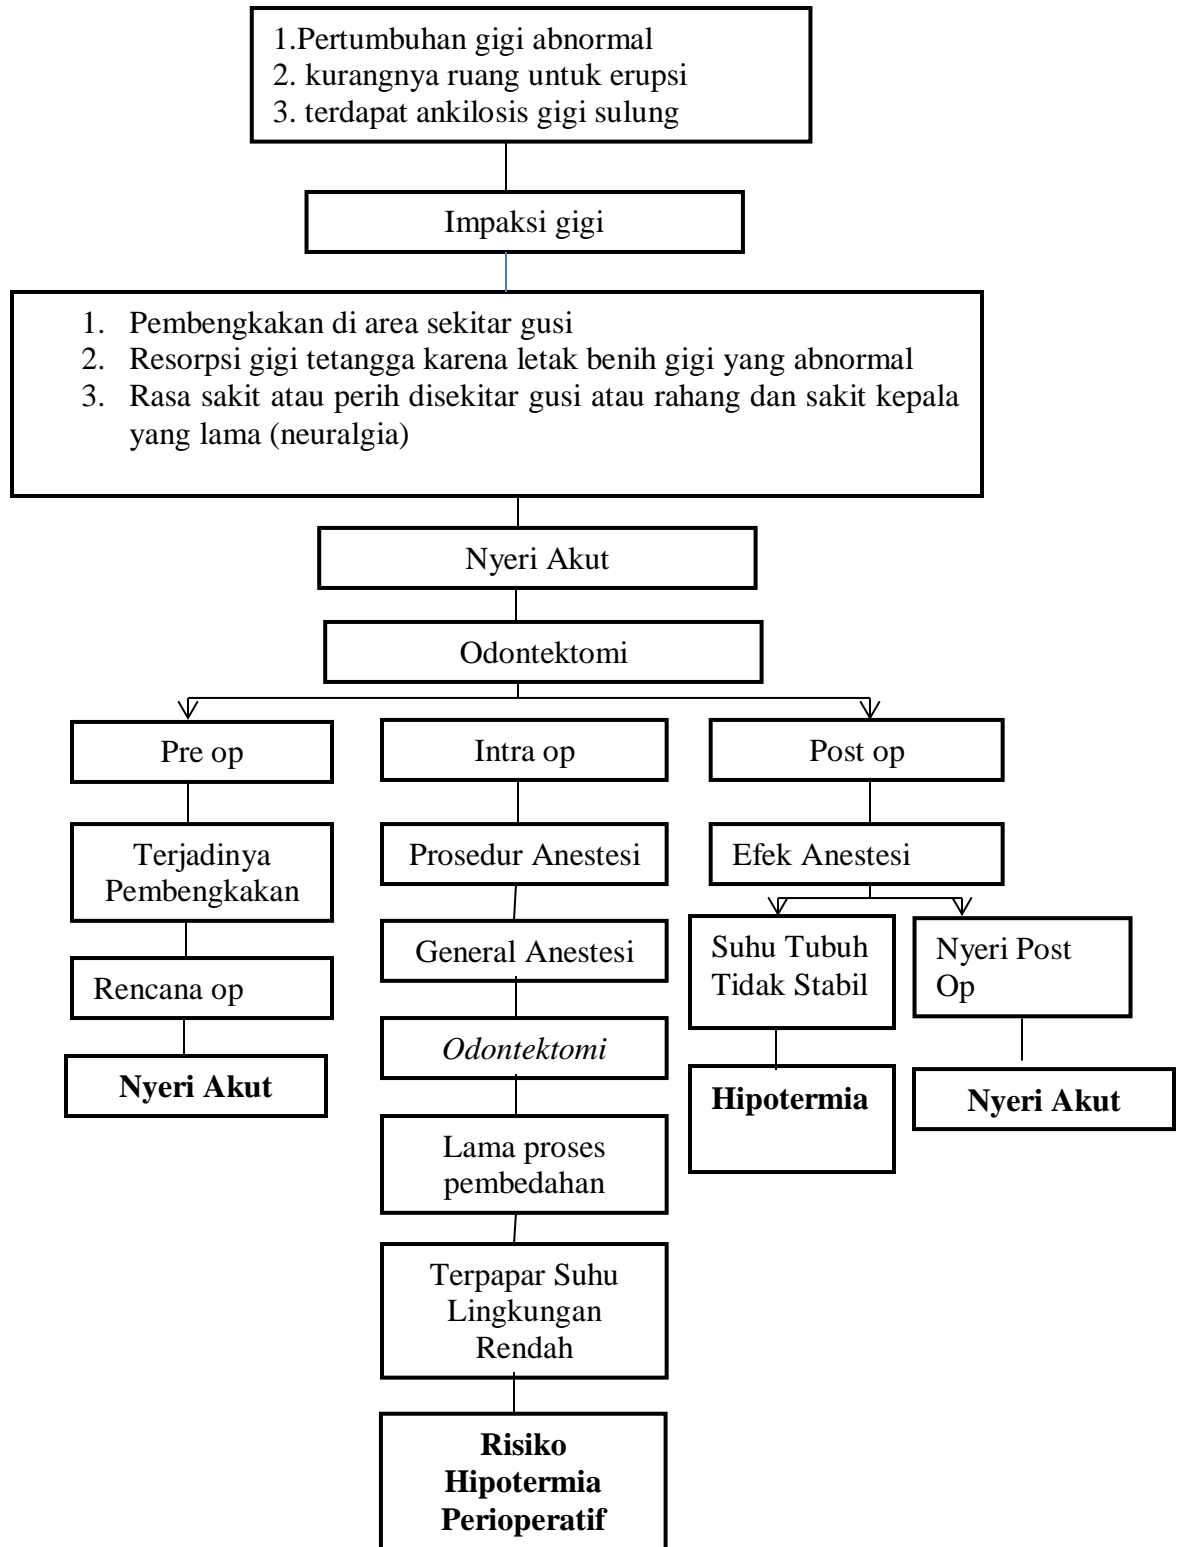 1.Pertumbuhan gigi abnormal
2. kurangnya ruang untuk erupsi
3. terdapat ankilosis gigi sulung
Impaksi gigi
1. Pembengkakan di area sekitar gusi
2. Resorpsi gigi tetangga karena letak benih gigi yang abnormal
3. Rasa sakit atau perih disekitar gusi atau rahang dan sakit kepala
yang lama (neuralgia)
Nyeri Akut
Odontektomi
Pre op
Terjadinya
Pembengkakan
Rencana op
Nyeri Akut
Intra op
Prosedur Anestesi
General Anestesi
Odontektomi
Lama proses
pembedahan
Terpapar Suhu
Lingkungan
Rendah
Risiko
Hipotermia
Perioperatif
Post op
Efek Anestesi
Suhu Tubuh
Tidak Stabil
Hipotermia
Nyeri Post
Op
Nyeri Akut